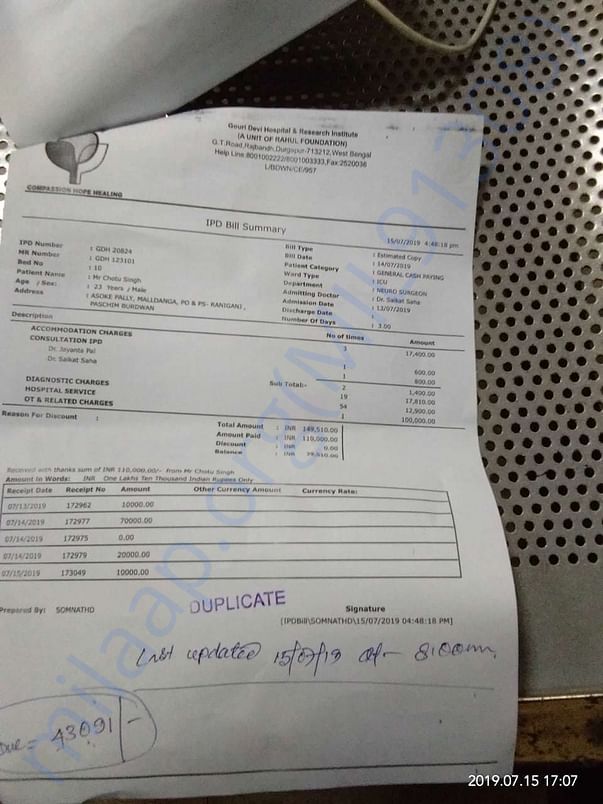 Gouri Devi Hospital & Research Institute
(A UNIT OF RAHUL FOUNDATION)
G.T.Road,Rajbandh,Durgapur-713212,West Bengal
Help Line:8001002222/8001003333,Fax:2520036
L/BDWN/CE/957
COMPASSION HOPE HEALING
IPD Bill Summary
15/07/2019 4:48:18 pm
IPD Number : GDH 20824 Bill Type : Estimated Copy
MR Number : GDH 123101 Bill Date : 14/07/2019
Bed No : 10 Patient Category : GENERAL CASH PAYING
Patient Name : Mr Chotu Singh Ward Type : ICU
Age / Sex: : 23 Years / Male Department : NEURO SURGEON
Address : ASOKE PALLY, MALLDANGA, PO & PS- RANIGANJ, Admitting Doctor : Dr. Saikat Saha
PASCHIM BURDWAN Admission Date : 13/07/2019
Discharge Date :
Number Of Days : 3.00
Description No of times Amount
ACCOMMODATION CHARGES 3 17,400.00
CONSULTATION IPD
Dr. Jayanta Pal 1 600.00
Dr. Saikat Saha 1 800.00
Sub Total:- 2 1,400.00
DIAGNOSTIC CHARGES 19 17,810.00
HOSPITAL SERVICE 54 12,900.00
OT & RELATED CHARGES 1 100,000.00
Reason For Discount :
Total Amount : INR 149,510.00
Amount Paid : INR 110,000.00
Discount : INR 0.00
Balance : INR 39,510.00
Received with thanks sum of INR 110,000.00/- from Mr Chotu Singh
Amount In Words: INR One Lakhs Ten Thousand Indian Rupees Only
Receipt Date Receipt No Amount Other Currency Amount Currency Rate:
07/13/2019 172962 10000.00
07/14/2019 172977 70000.00
07/14/2019 172975 0.00
07/14/2019 172979 20000.00
07/15/2019 173049 10000.00
Prepared By: SOMNATHD DUPLICATE Signature
[IPDBill\SOMNATHD\15/07/2019 04:48:18 PM]
Last updated 15/07/19 at- 8:00am,
Due = 43091/-
2019.07.15 17:07